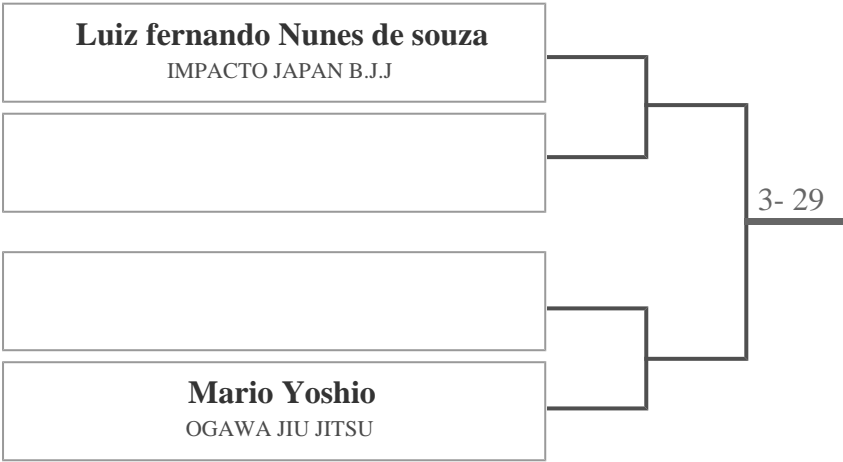 Luiz fernando Nunes de souza
IMPACTO JAPAN B.J.J
3- 29
Mario Yoshio
OGAWA JIU JITSU